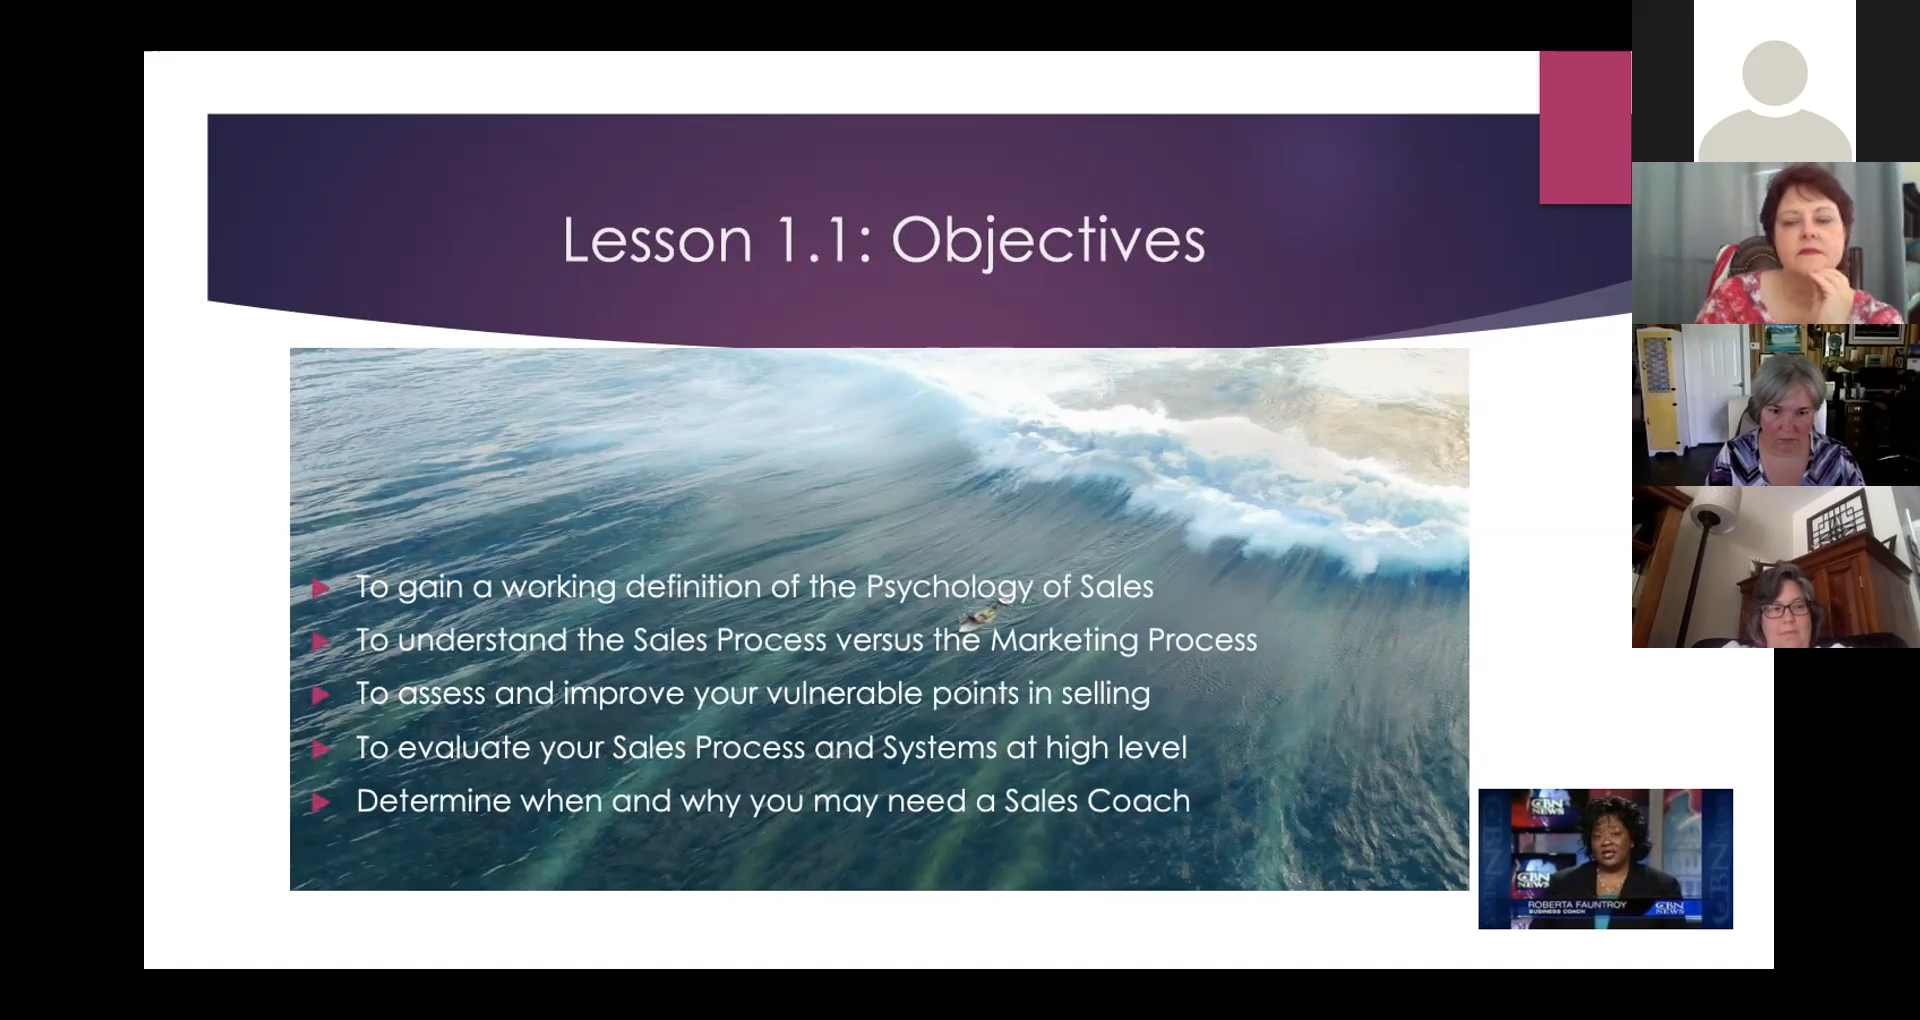 Lesson 1.1: Objectives
To gain a working definition of the Psychology of Sales
To understand the Sales Process versus the Marketing Process
To assess and improve your vulnerable points in selling
To evaluate your Sales Process and Systems at high level
Determine when and why you may need a Sales Coach
CBN
NEWS
CBN
NEWS
ROBERTA FAUNTROY
BUSINESS COACH
CBN
NEWS